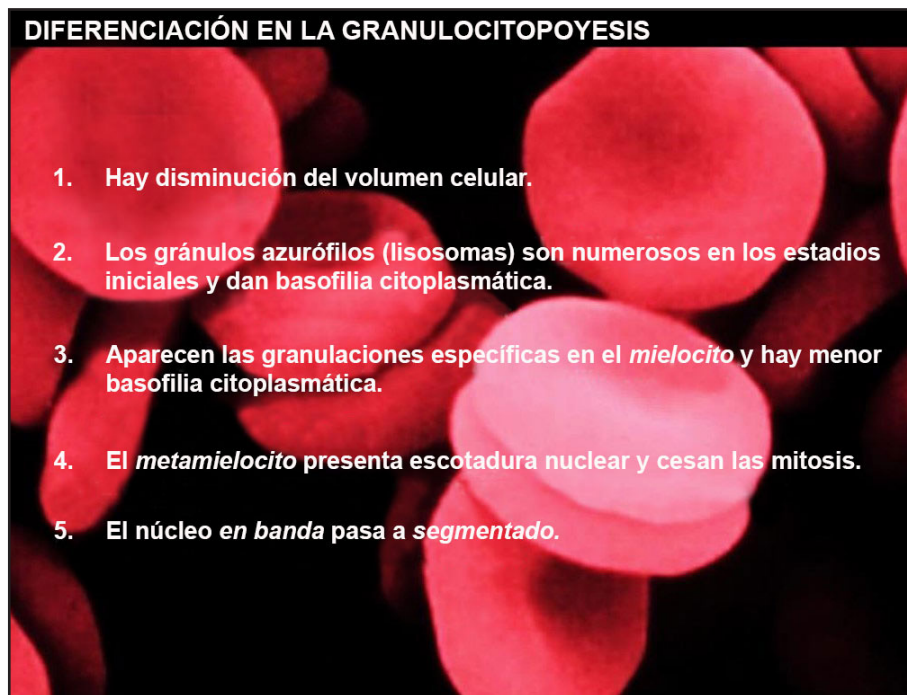 DIFERENCIACIÓN EN LA GRANULOCITOPOYESIS
1. Hay disminución del volumen celular.
2. Los gránulos azurófilos (lisosomas) son numerosos en los estadios
iniciales y dan basofilia citoplasmática.
3. Aparecen las granulaciones específicas en el mielocito y hay menor
basofilia citoplasmática.
4. El metamielocito presenta escotadura nuclear y cesan las mitosis.
5. El núcleo en banda pasa a segmentado.